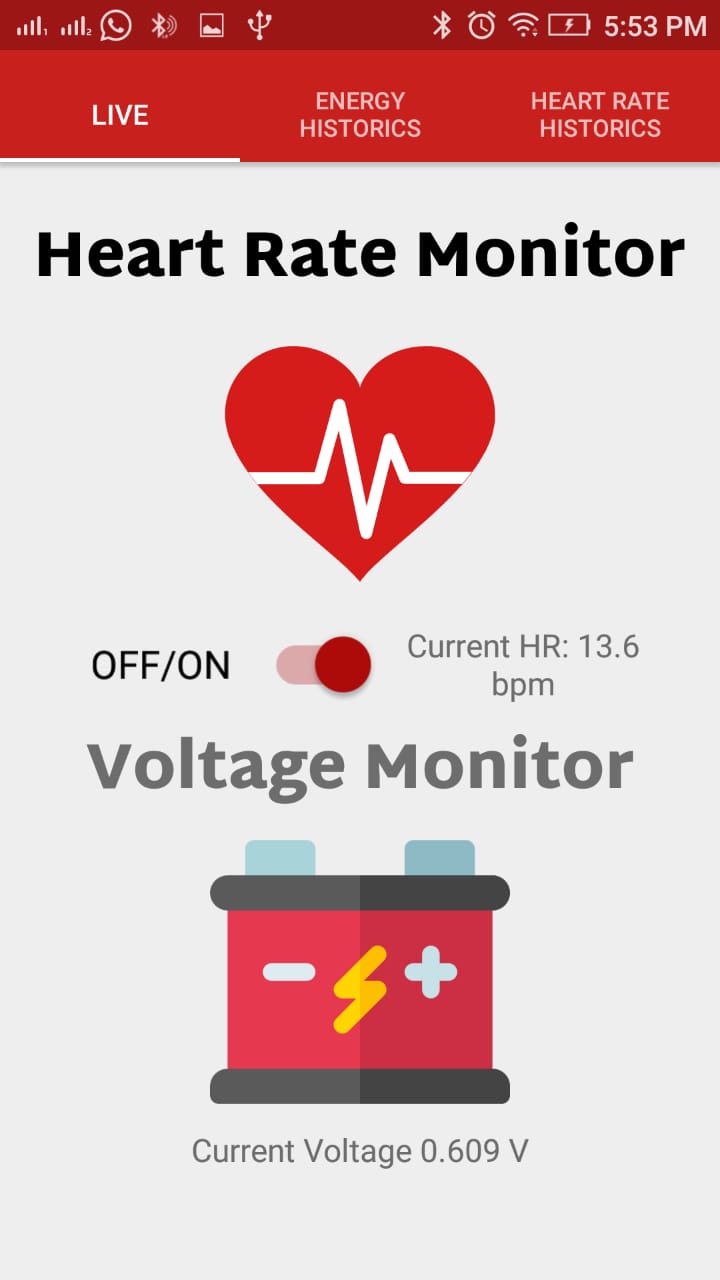 5:53 PM
LIVE
ENERGY
HISTORICS
HEART RATE
HISTORICS
Heart Rate Monitor
OFF/ON
Current HR: 13.6
bpm
Voltage Monitor
Current Voltage 0.609 V